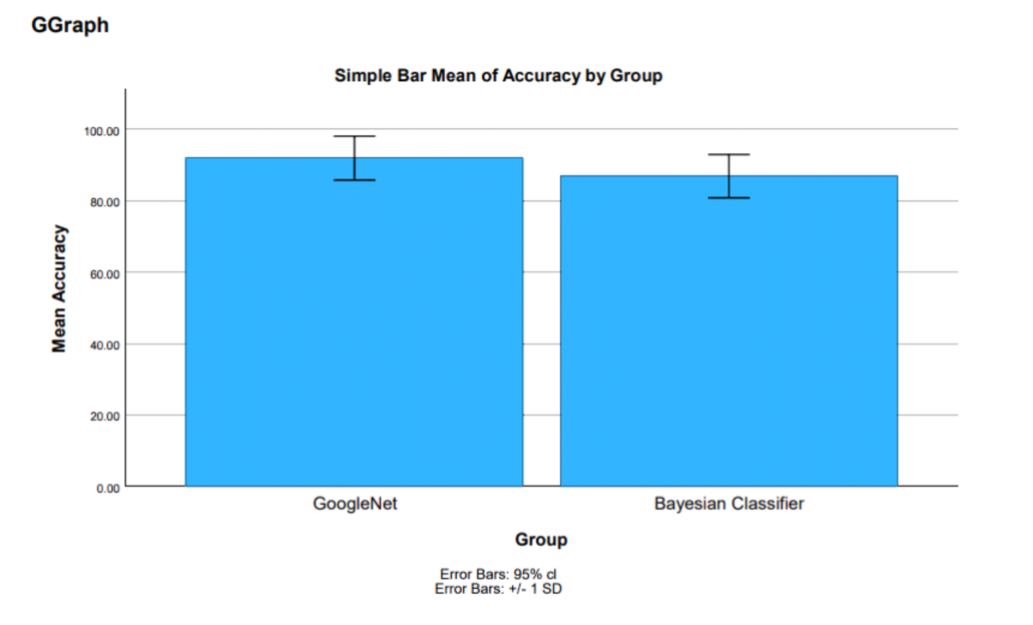 GGraph
Simple Bar Mean of Accuracy by Group
100.00
80.00
60.00
40.00
20.00
0.00
Mean Accuracy
GoogleNet Bayesian Classifier
Group
Error Bars: 95% cl
Error Bars: +/- 1 SD